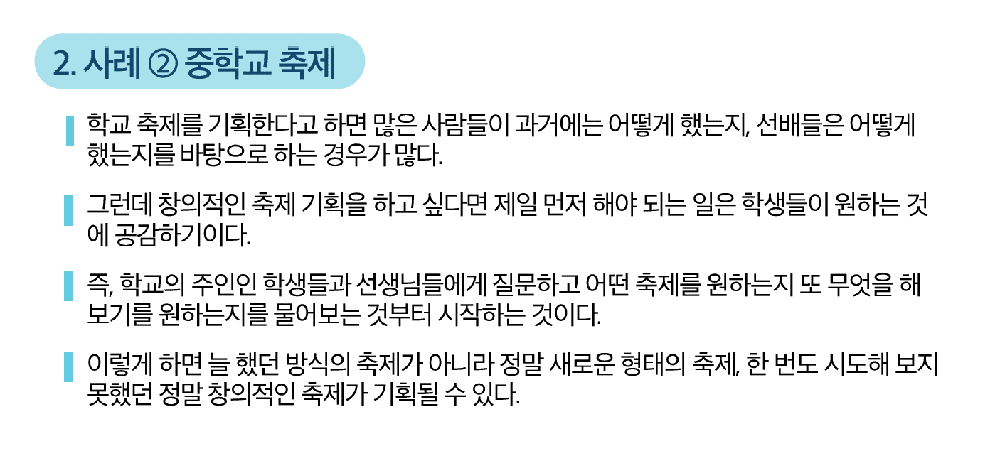 2. 사례 ② 중학교 축제
학교 축제를 기획한다고 하면 많은 사람들이 과거에는 어떻게 했는지, 선배들은 어떻게
했는지를 바탕으로 하는 경우가 많다.
그런데 창의적인 축제 기획을 하고 싶다면 제일 먼저 해야 되는 일은 학생들이 원하는 것
에 공감하기이다.
즉, 학교의 주인인 학생들과 선생님들에게 질문하고 어떤 축제를 원하는지 또 무엇을 해
보기를 원하는지를 물어보는 것부터 시작하는 것이다.
이렇게 하면 늘 했던 방식의 축제가 아니라 정말 새로운 형태의 축제, 한 번도 시도해 보지
못했던 정말 창의적인 축제가 기획될 수 있다.